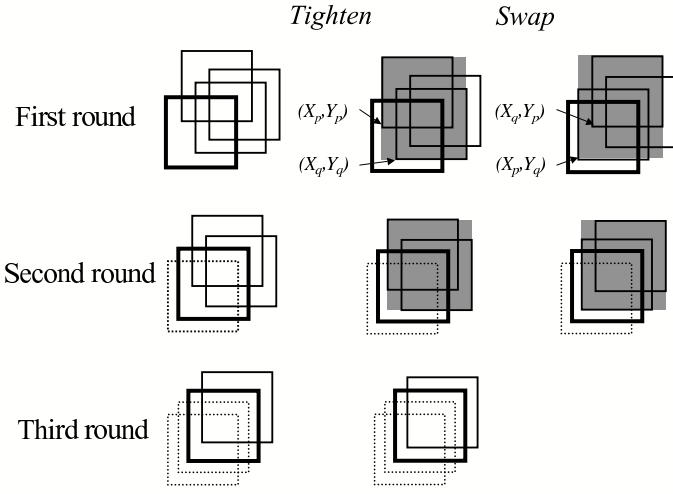 Tighten Swap
First round
(Xp,Yp)
(Xq,Yp)
(Xq,Yq)
(Xp,Yq)
Second round
Third round